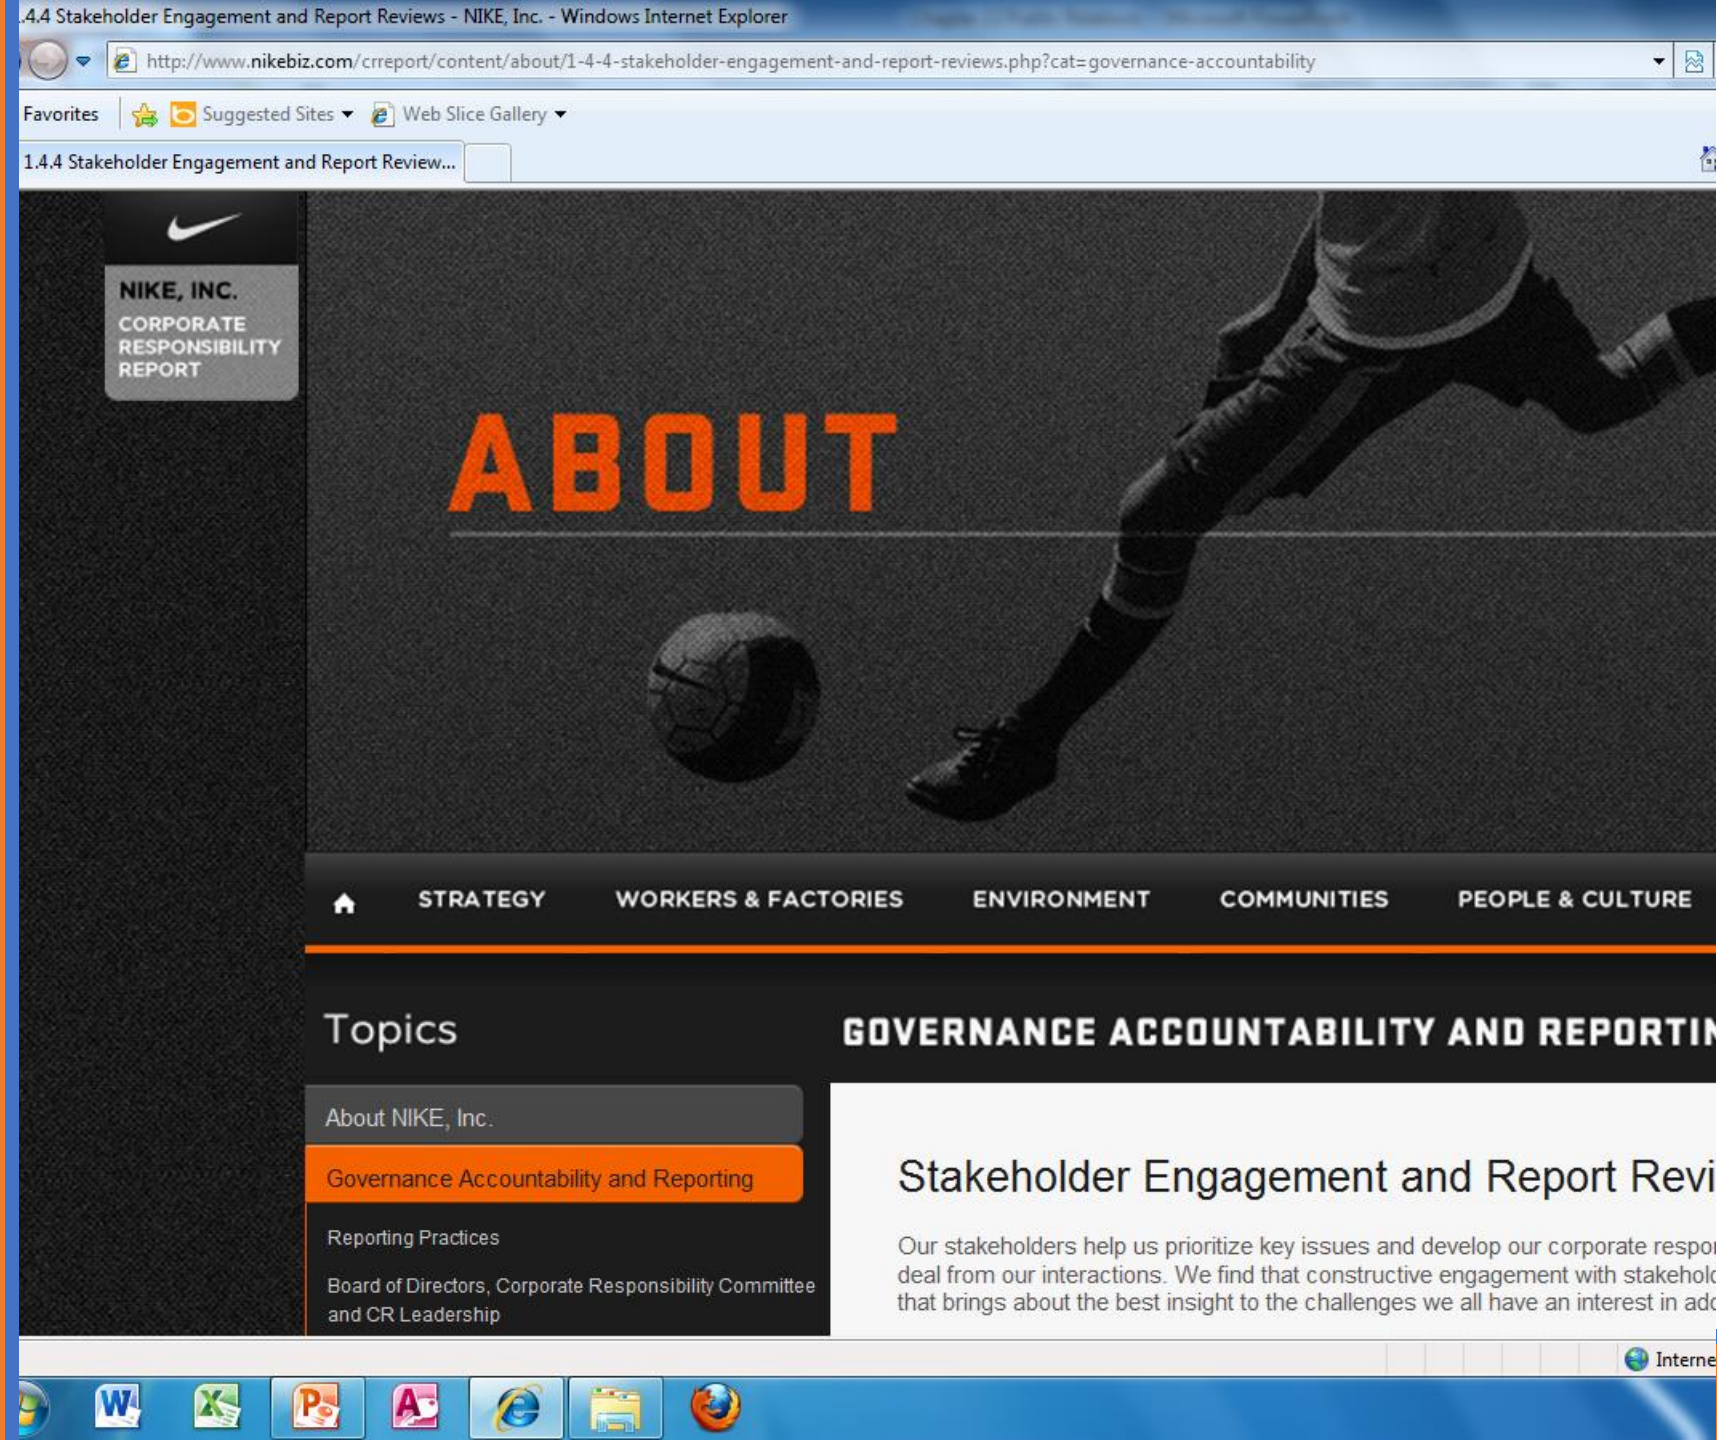 .4.4 Stakeholder Engagement and Report Reviews - NIKE, Inc. - Windows Internet Explorer
http://www.nikebiz.com/crreport/content/about/1-4-4-stakeholder-engagement-and-report-reviews.php?cat=governance-accountability
Favorites Suggested Sites Web Slice Gallery
1.4.4 Stakeholder Engagement and Report Review...
NIKE, INC.
CORPORATE
RESPONSIBILITY
REPORT
ABOUT
STRATEGY WORKERS & FACTORIES ENVIRONMENT COMMUNITIES PEOPLE & CULTURE
Topics
GOVERNANCE ACCOUNTABILITY AND REPORTIN
About NIKE, Inc.
Governance Accountability and Reporting
Reporting Practices
Board of Directors, Corporate Responsibility Committee
and CR Leadership
Stakeholder Engagement and Report Revi
Our stakeholders help us prioritize key issues and develop our corporate respon
deal from our interactions. We find that constructive engagement with stakehold
that brings about the best insight to the challenges we all have an interest in add
Interne